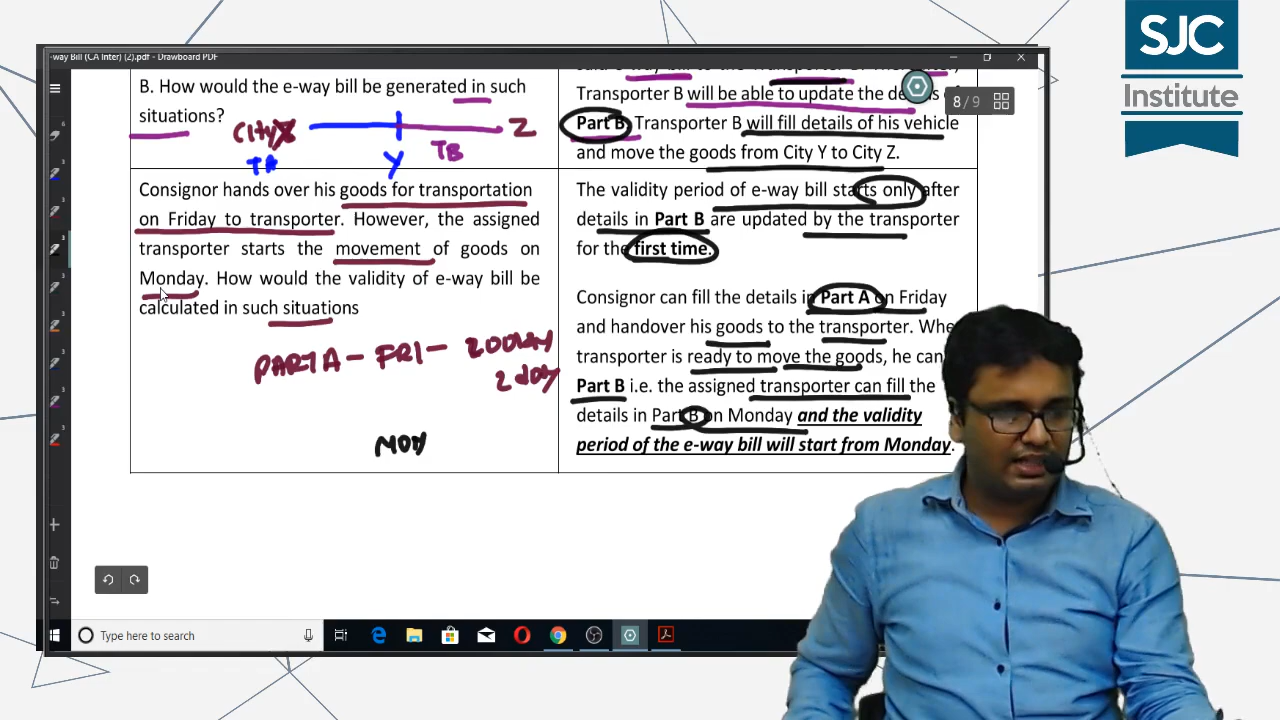 SJC
Institute
-way Bill (CA Inter) (2).pdf - Drawboard PDF
8/9
B. How would the e-way bill be generated in such
situations?
City X
Z
TA
Y
TB
Transporter B will be able to update the de
Part B. Transporter B will fill details of his vehicle
and move the goods from City Y to City Z.
Consignor hands over his goods for transportation
on Friday to transporter. However, the assigned
transporter starts the movement of goods on
Monday. How would the validity of e-way bill be
calculated in such situations
PART A - FRI -
2 day
MON
The validity period of e-way bill starts only after
details in Part B are updated by the transporter
for the first time.
Consignor can fill the details in Part A on Friday
and handover his goods to the transporter. Whe
transporter is ready to move the goods, he can
Part B i.e. the assigned transporter can fill the
details in Part B on Monday and the validity
period of the e-way bill will start from Monday.
Type here to search